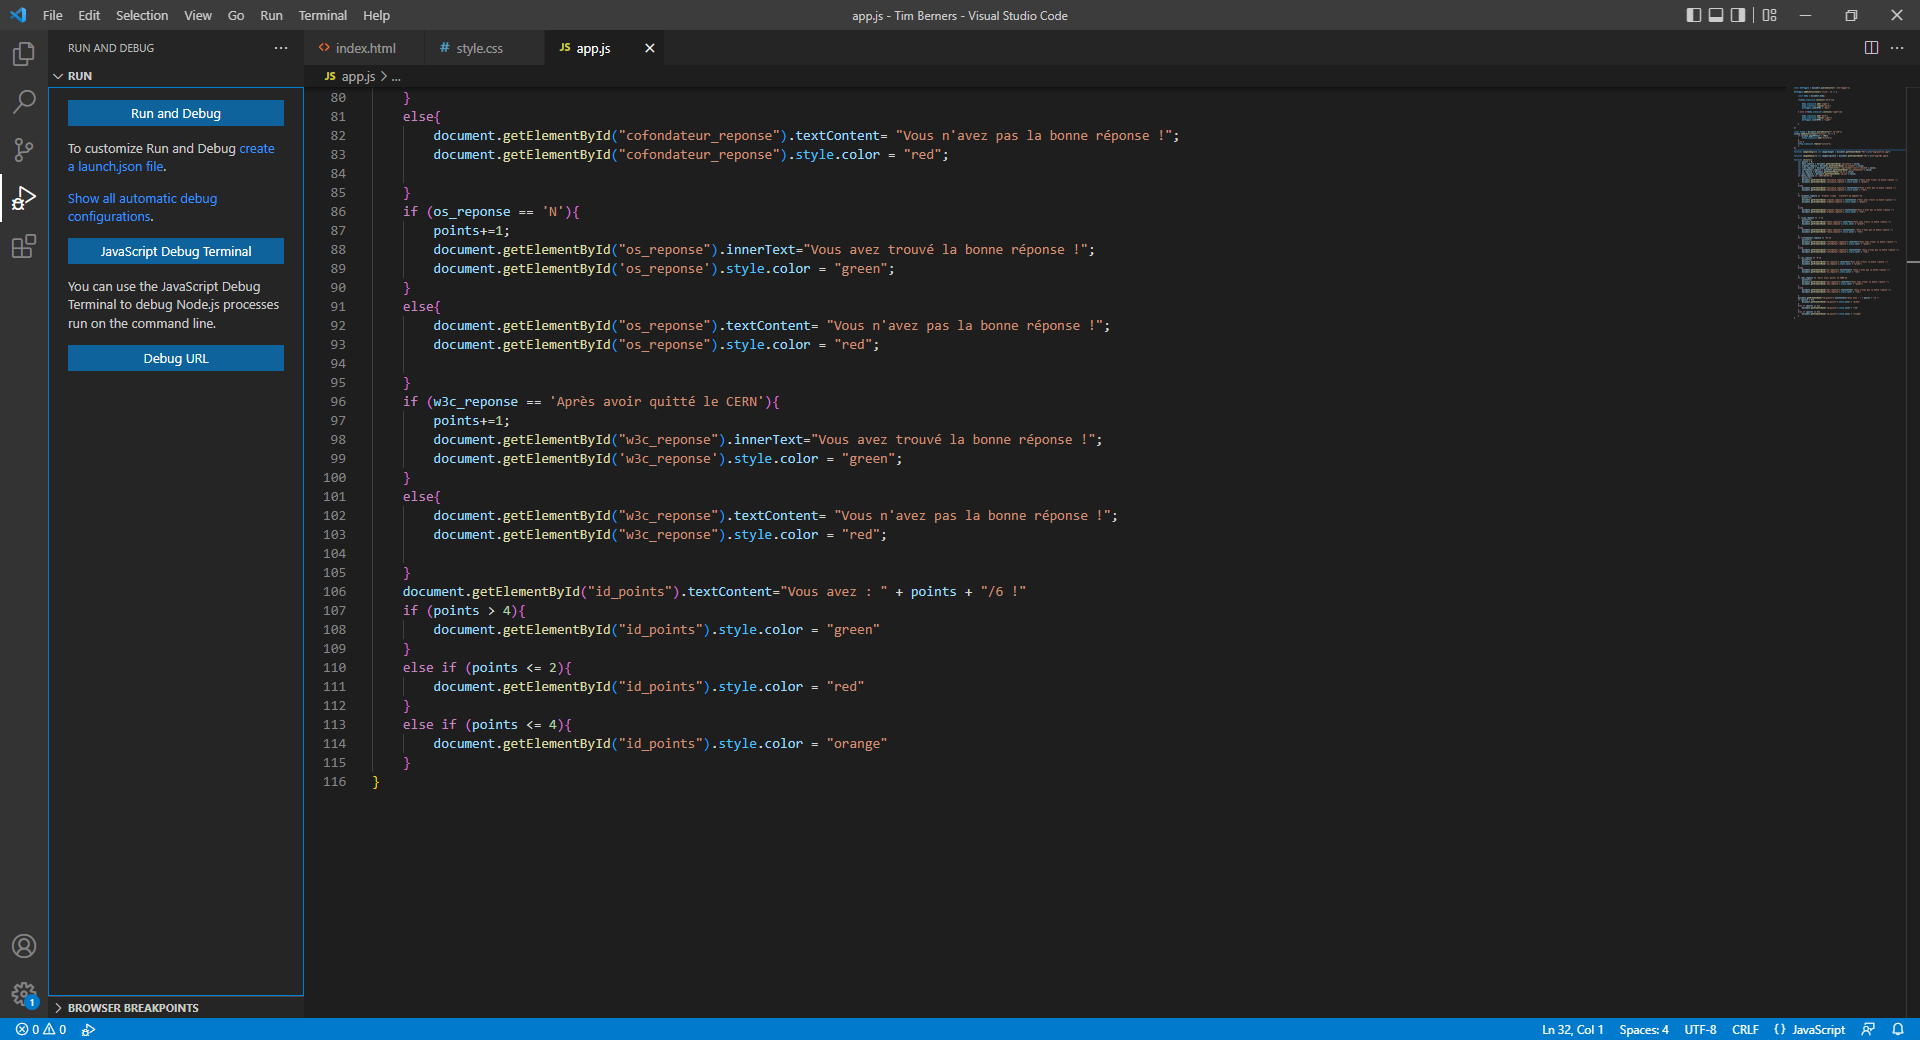 File Edit Selection View Go Run Terminal Help
app.js - Tim Berners - Visual Studio Code
RUN AND DEBUG ···
RUN
Run and Debug
To customize Run and Debug create
a launch.json file.
Show all automatic debug
configurations.
JavaScript Debug Terminal
You can use the JavaScript Debug
Terminal to debug Node.js processes
run on the command line.
Debug URL
BROWSER BREAKPOINTS
<> index.html
# style.css
JS app.js
JS app.js > ...
80 }
81 else{
82 document.getElementById("cofondateur_reponse").textContent= "Vous n'avez pas la bonne réponse !";
83 document.getElementById("cofondateur_reponse").style.color = "red";
84
85 }
86 if (os_reponse == 'N'){
87 points+=1;
88 document.getElementById("os_reponse").innerText="Vous avez trouvé la bonne réponse !";
89 document.getElementById('os_reponse').style.color = "green";
90 }
91 else{
92 document.getElementById("os_reponse").textContent= "Vous n'avez pas la bonne réponse !";
93 document.getElementById("os_reponse").style.color = "red";
94
95 }
96 if (w3c_reponse == 'Après avoir quitté le CERN'){
97 points+=1;
98 document.getElementById("w3c_reponse").innerText="Vous avez trouvé la bonne réponse !";
99 document.getElementById('w3c_reponse').style.color = "green";
100 }
101 else{
102 document.getElementById("w3c_reponse").textContent= "Vous n'avez pas la bonne réponse !";
103 document.getElementById("w3c_reponse").style.color = "red";
104
105 }
106 document.getElementById("id_points").textContent="Vous avez : " + points + "/6 !"
107 if (points > 4){
108 document.getElementById("id_points").style.color = "green"
109 }
110 else if (points <= 2){
111 document.getElementById("id_points").style.color = "red"
112 }
113 else if (points <= 4){
114 document.getElementById("id_points").style.color = "orange"
115 }
116 }
1
0 0
Ln 32, Col 1 Spaces: 4 UTF-8 CRLF {} JavaScript